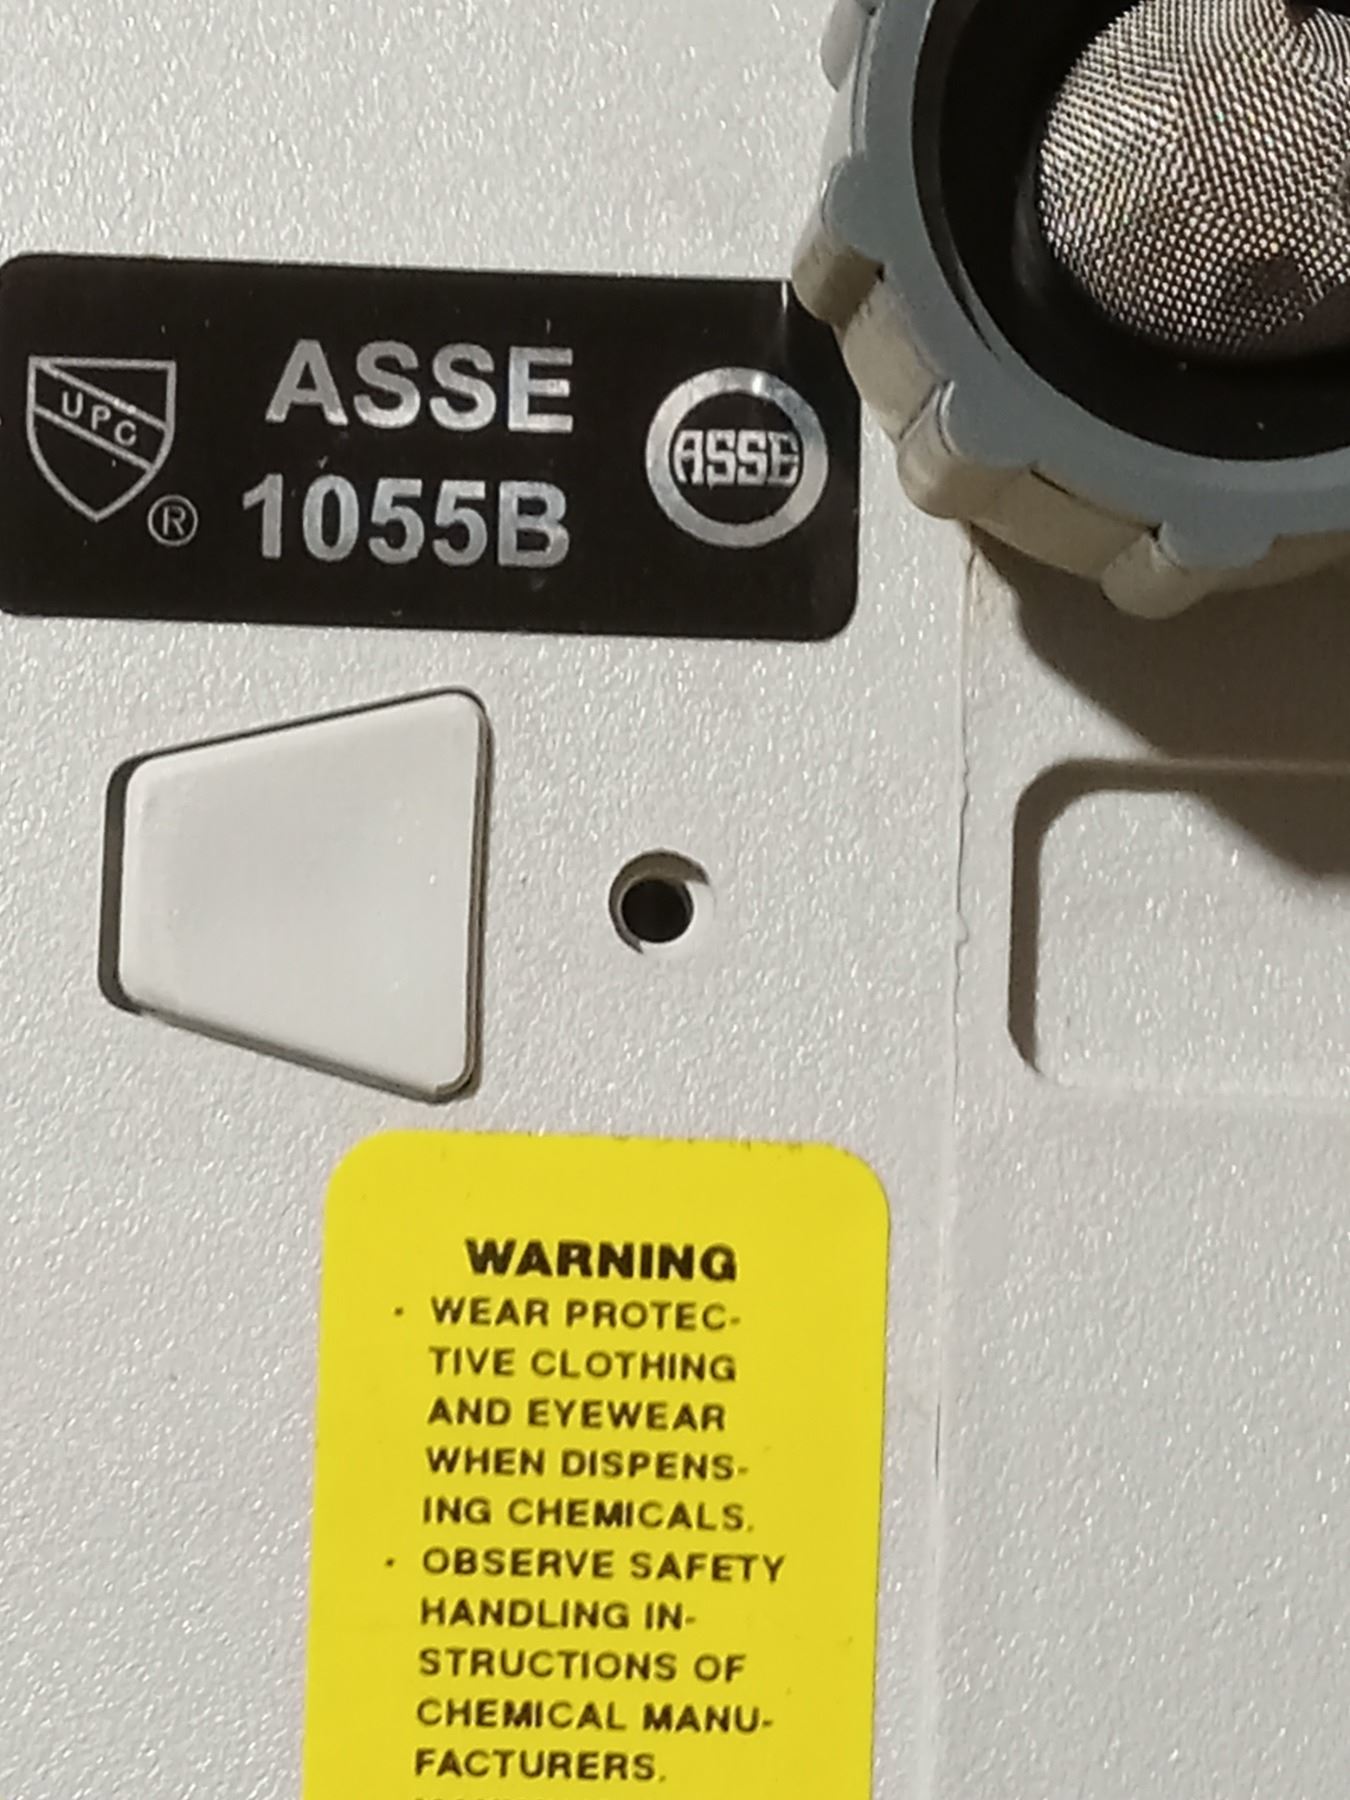 UPC
®
ASSE
1055B
ASSE
WARNING
· WEAR PROTEC-
TIVE CLOTHING
AND EYEWEAR
WHEN DISPENS-
ING CHEMICALS.
· OBSERVE SAFETY
HANDLING IN-
STRUCTIONS OF
CHEMICAL MANU-
FACTURERS.